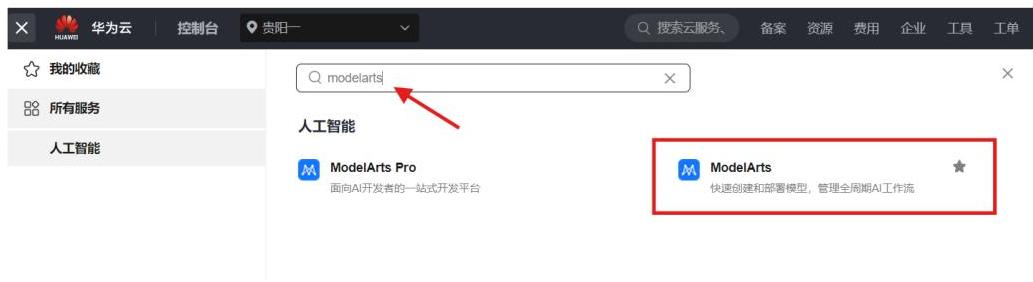 HUAWEI 华为云 控制台 贵阳一 搜索云服务、 备案 资源 费用 企业 工具 工单
我的收藏
modelarts
所有服务
人工智能
人工智能
ModelArts Pro
面向AI开发者的一站式开发平台
ModelArts
快速创建和部署模型，管理全周期AI工作流